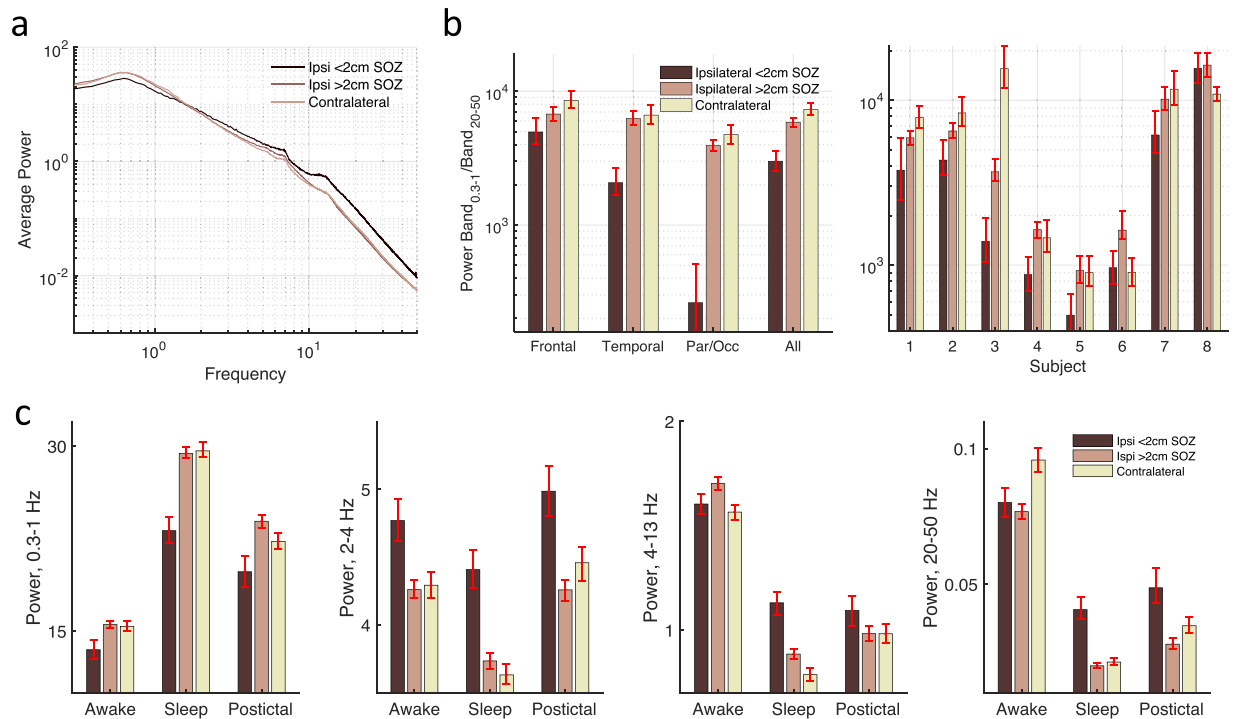 a
10^2
10^0
10^-2
Average Power
10^0
10^1
Frequency
Ipsi <2cm SOZ
Ipsi >2cm SOZ
Contralateral
b
Power Band_0.3-1/Band_20-50
10^4
10^3
Ipsilateral <2cm SOZ
Ispilateral >2cm SOZ
Contralateral
Frontal Temporal Par/Occ All
10^4
10^3
1 2 3 4 5 6 7 8
Subject
c
Power, 0.3-1 Hz
30
15
Awake Sleep Postictal
Power, 2-4 Hz
5
4
Awake Sleep Postictal
Power, 4-13 Hz
2
1
Awake Sleep Postictal
Power, 20-50 Hz
0.1
0.05
Ipsi <2cm SOZ
Ispi >2cm SOZ
Contralateral
Awake Sleep Postictal